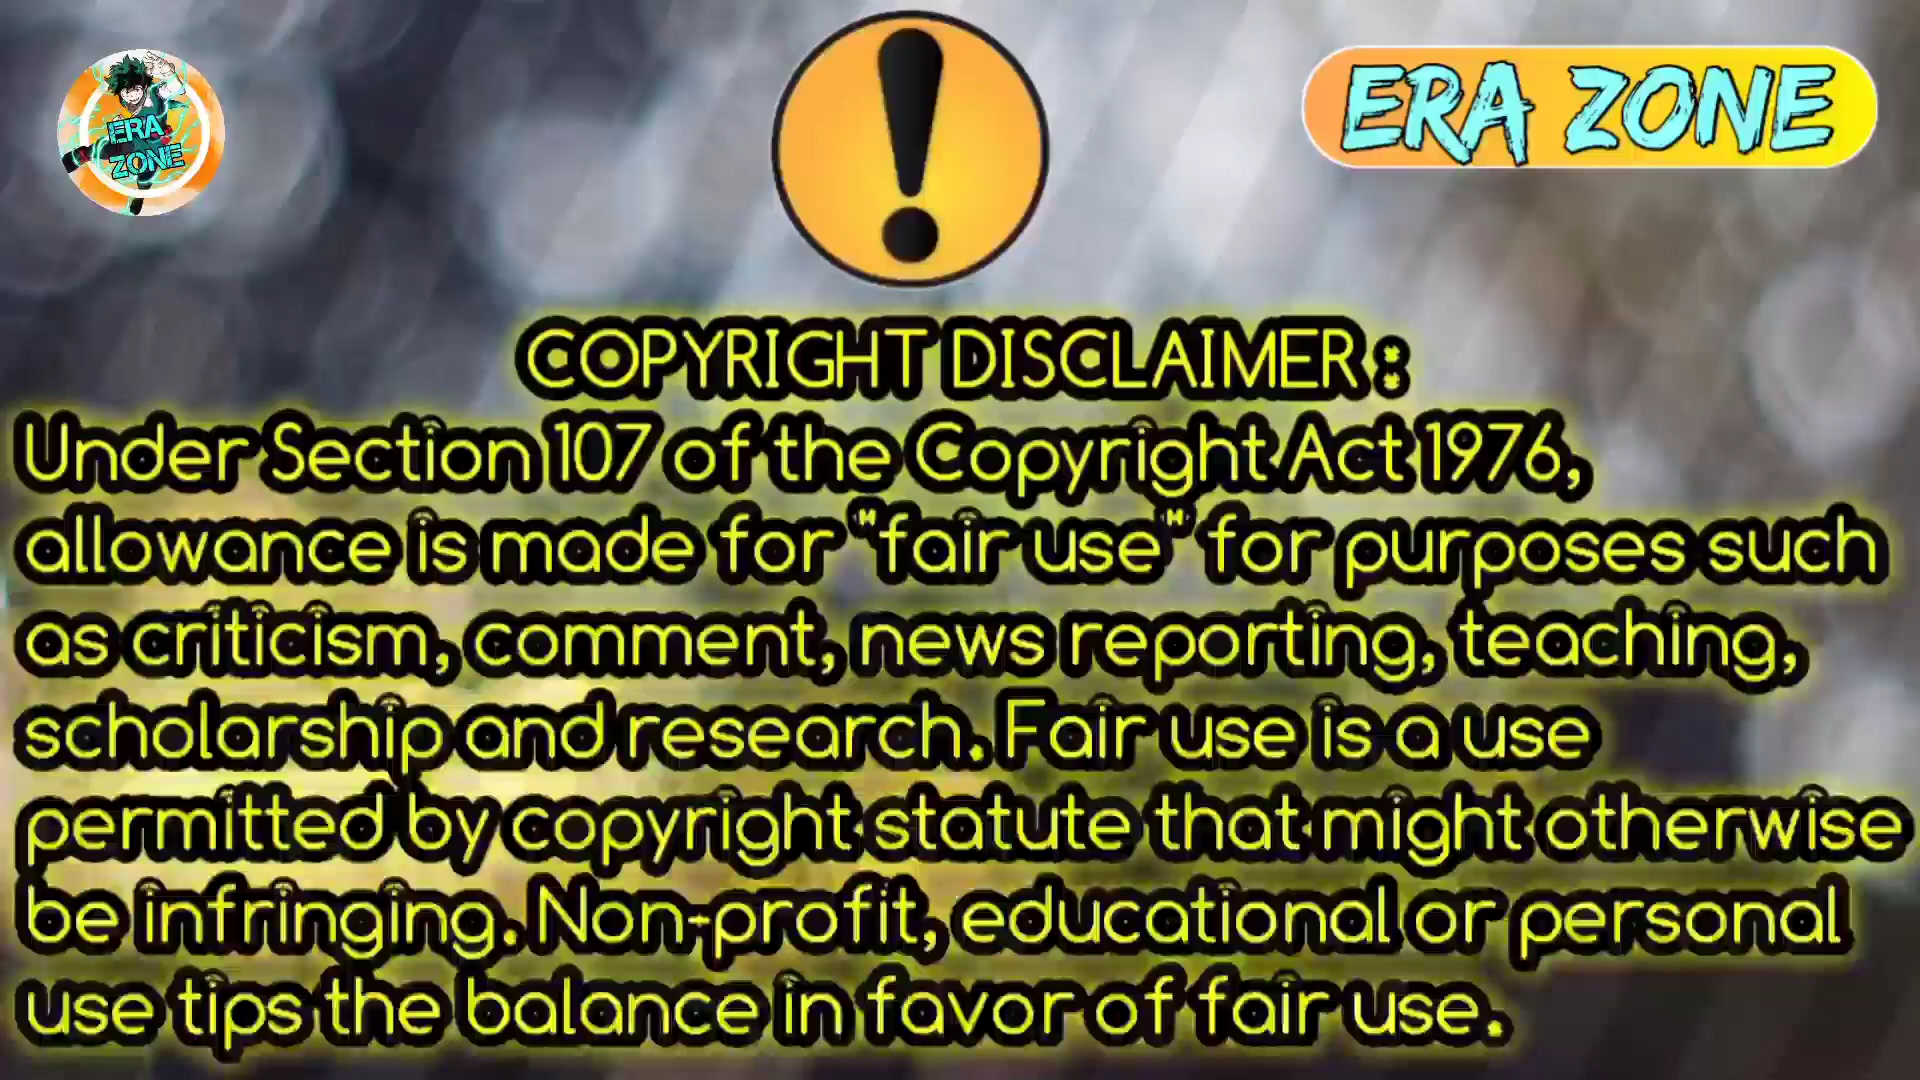 ERA
ZONE
ERA ZONE
COPYRIGHT DISCLAIMER :
Under Section 107 of the Copyright Act 1976,
allowance is made for "fair use" for purposes such
as criticism, comment, news reporting, teaching,
scholarship and research. Fair use is a use
permitted by copyright statute that might otherwise
be infringing. Non-profit, educational or personal
use tips the balance in favor of fair use.